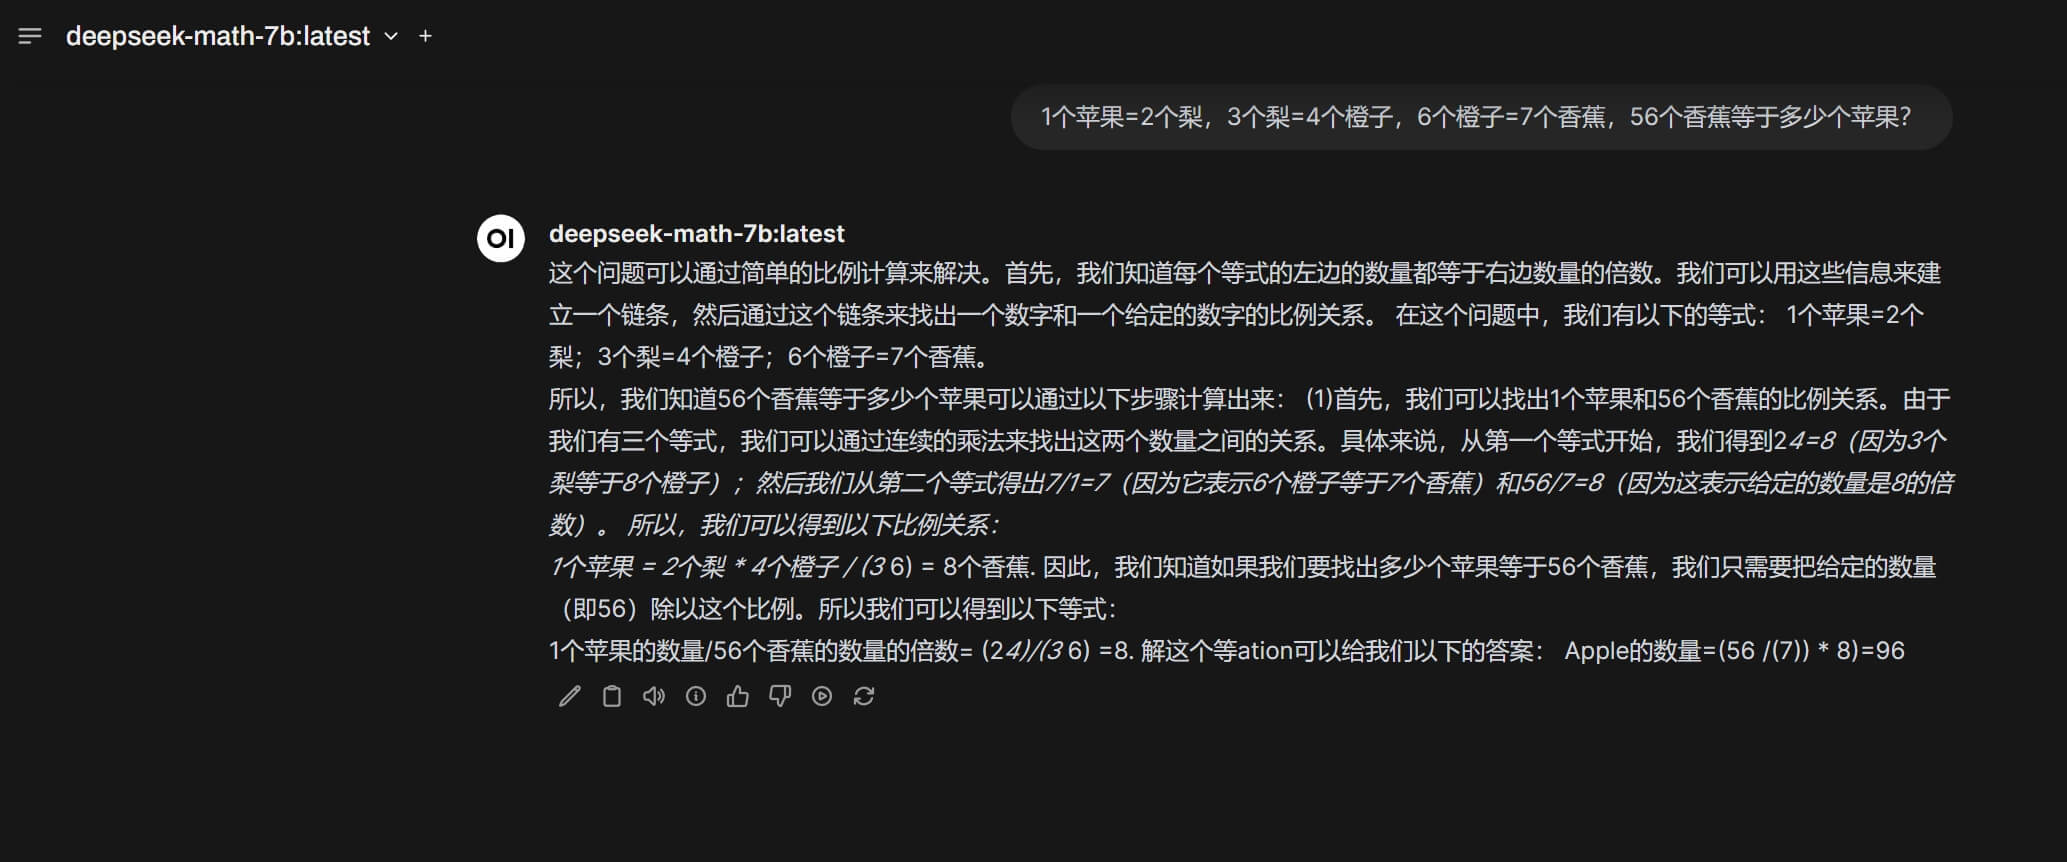 deepseek-math-7b:latest
1个苹果=2个梨，3个梨=4个橙子，6个橙子=7个香蕉，56个香蕉等于多少个苹果？
OI
deepseek-math-7b:latest
这个问题可以通过简单的比例计算来解决。首先，我们知道每个等式的左边的数量都等于右边数量的倍数。我们可以用这些信息来建
立一个链条，然后通过这个链条来找出一个数字和一个给定的数字的比例关系。 在这个问题中，我们有以下的等式： 1个苹果=2个
梨；3个梨=4个橙子；6个橙子=7个香蕉。
所以，我们知道56个香蕉等于多少个苹果可以通过以下步骤计算出来： (1)首先，我们可以找出1个苹果和56个香蕉的比例关系。由于
我们有三个等式，我们可以通过连续的乘法来找出这两个数量之间的关系。具体来说，从第一个等式开始，我们得到24=8（因为3个
梨等于8个橙子）；然后我们从第二个等式得出7/1=7（因为它表示6个橙子等于7个香蕉）和56/7=8（因为这表示给定的数量是8的倍
数）。 所以，我们可以得到以下比例关系：
1个苹果 = 2个梨 * 4个橙子 / (3 6) = 8个香蕉. 因此，我们知道如果我们要找出多少个苹果等于56个香蕉，我们只需要把给定的数量
（即56）除以这个比例。所以我们可以得到以下等式：
1个苹果的数量/56个香蕉的数量的倍数= (24)/(3 6) =8. 解这个等ation可以给我们以下的答案： Apple的数量=(56 /(7)) * 8)=96